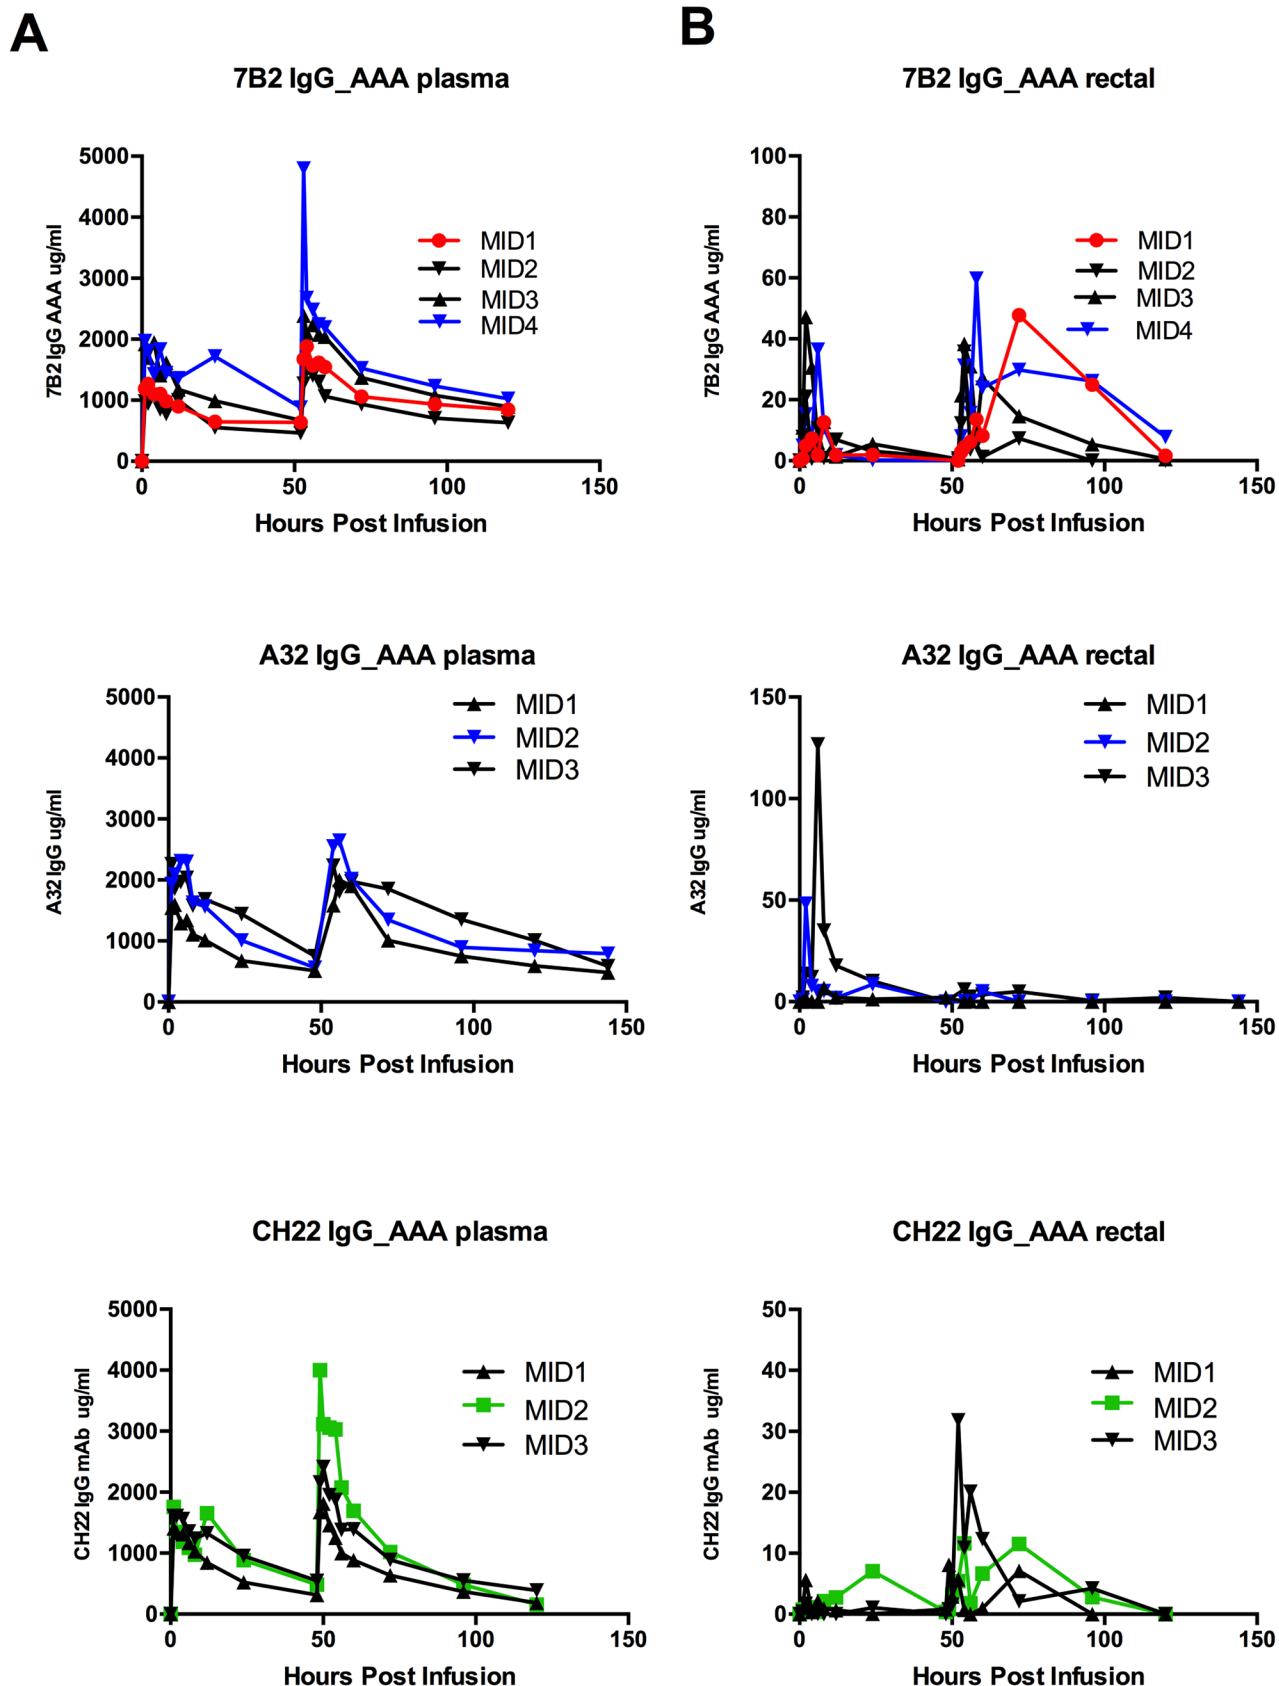 A
B
7B2 IgG_AAA plasma
7B2 IgG AAA ug/ml
5000
4000
3000
2000
1000
0
0
50
100
150
Hours Post Infusion
MID1
MID2
MID3
MID4
7B2 IgG_AAA rectal
7B2 IgG AAA ug/ml
100
80
60
40
20
0
0
50
100
150
Hours Post Infusion
MID1
MID2
MID3
MID4
A32 IgG_AAA plasma
A32 IgG ug/ml
5000
4000
3000
2000
1000
0
0
50
100
150
Hours Post Infusion
MID1
MID2
MID3
A32 IgG_AAA rectal
A32 IgG ug/ml
150
100
50
0
0
50
100
150
Hours Post Infusion
MID1
MID2
MID3
CH22 IgG_AAA plasma
CH22 IgG mAb ug/ml
5000
4000
3000
2000
1000
0
0
50
100
150
Hours Post Infusion
MID1
MID2
MID3
CH22 IgG_AAA rectal
CH22 IgG mAb ug/ml
50
40
30
20
10
0
0
50
100
150
Hours Post Infusion
MID1
MID2
MID3